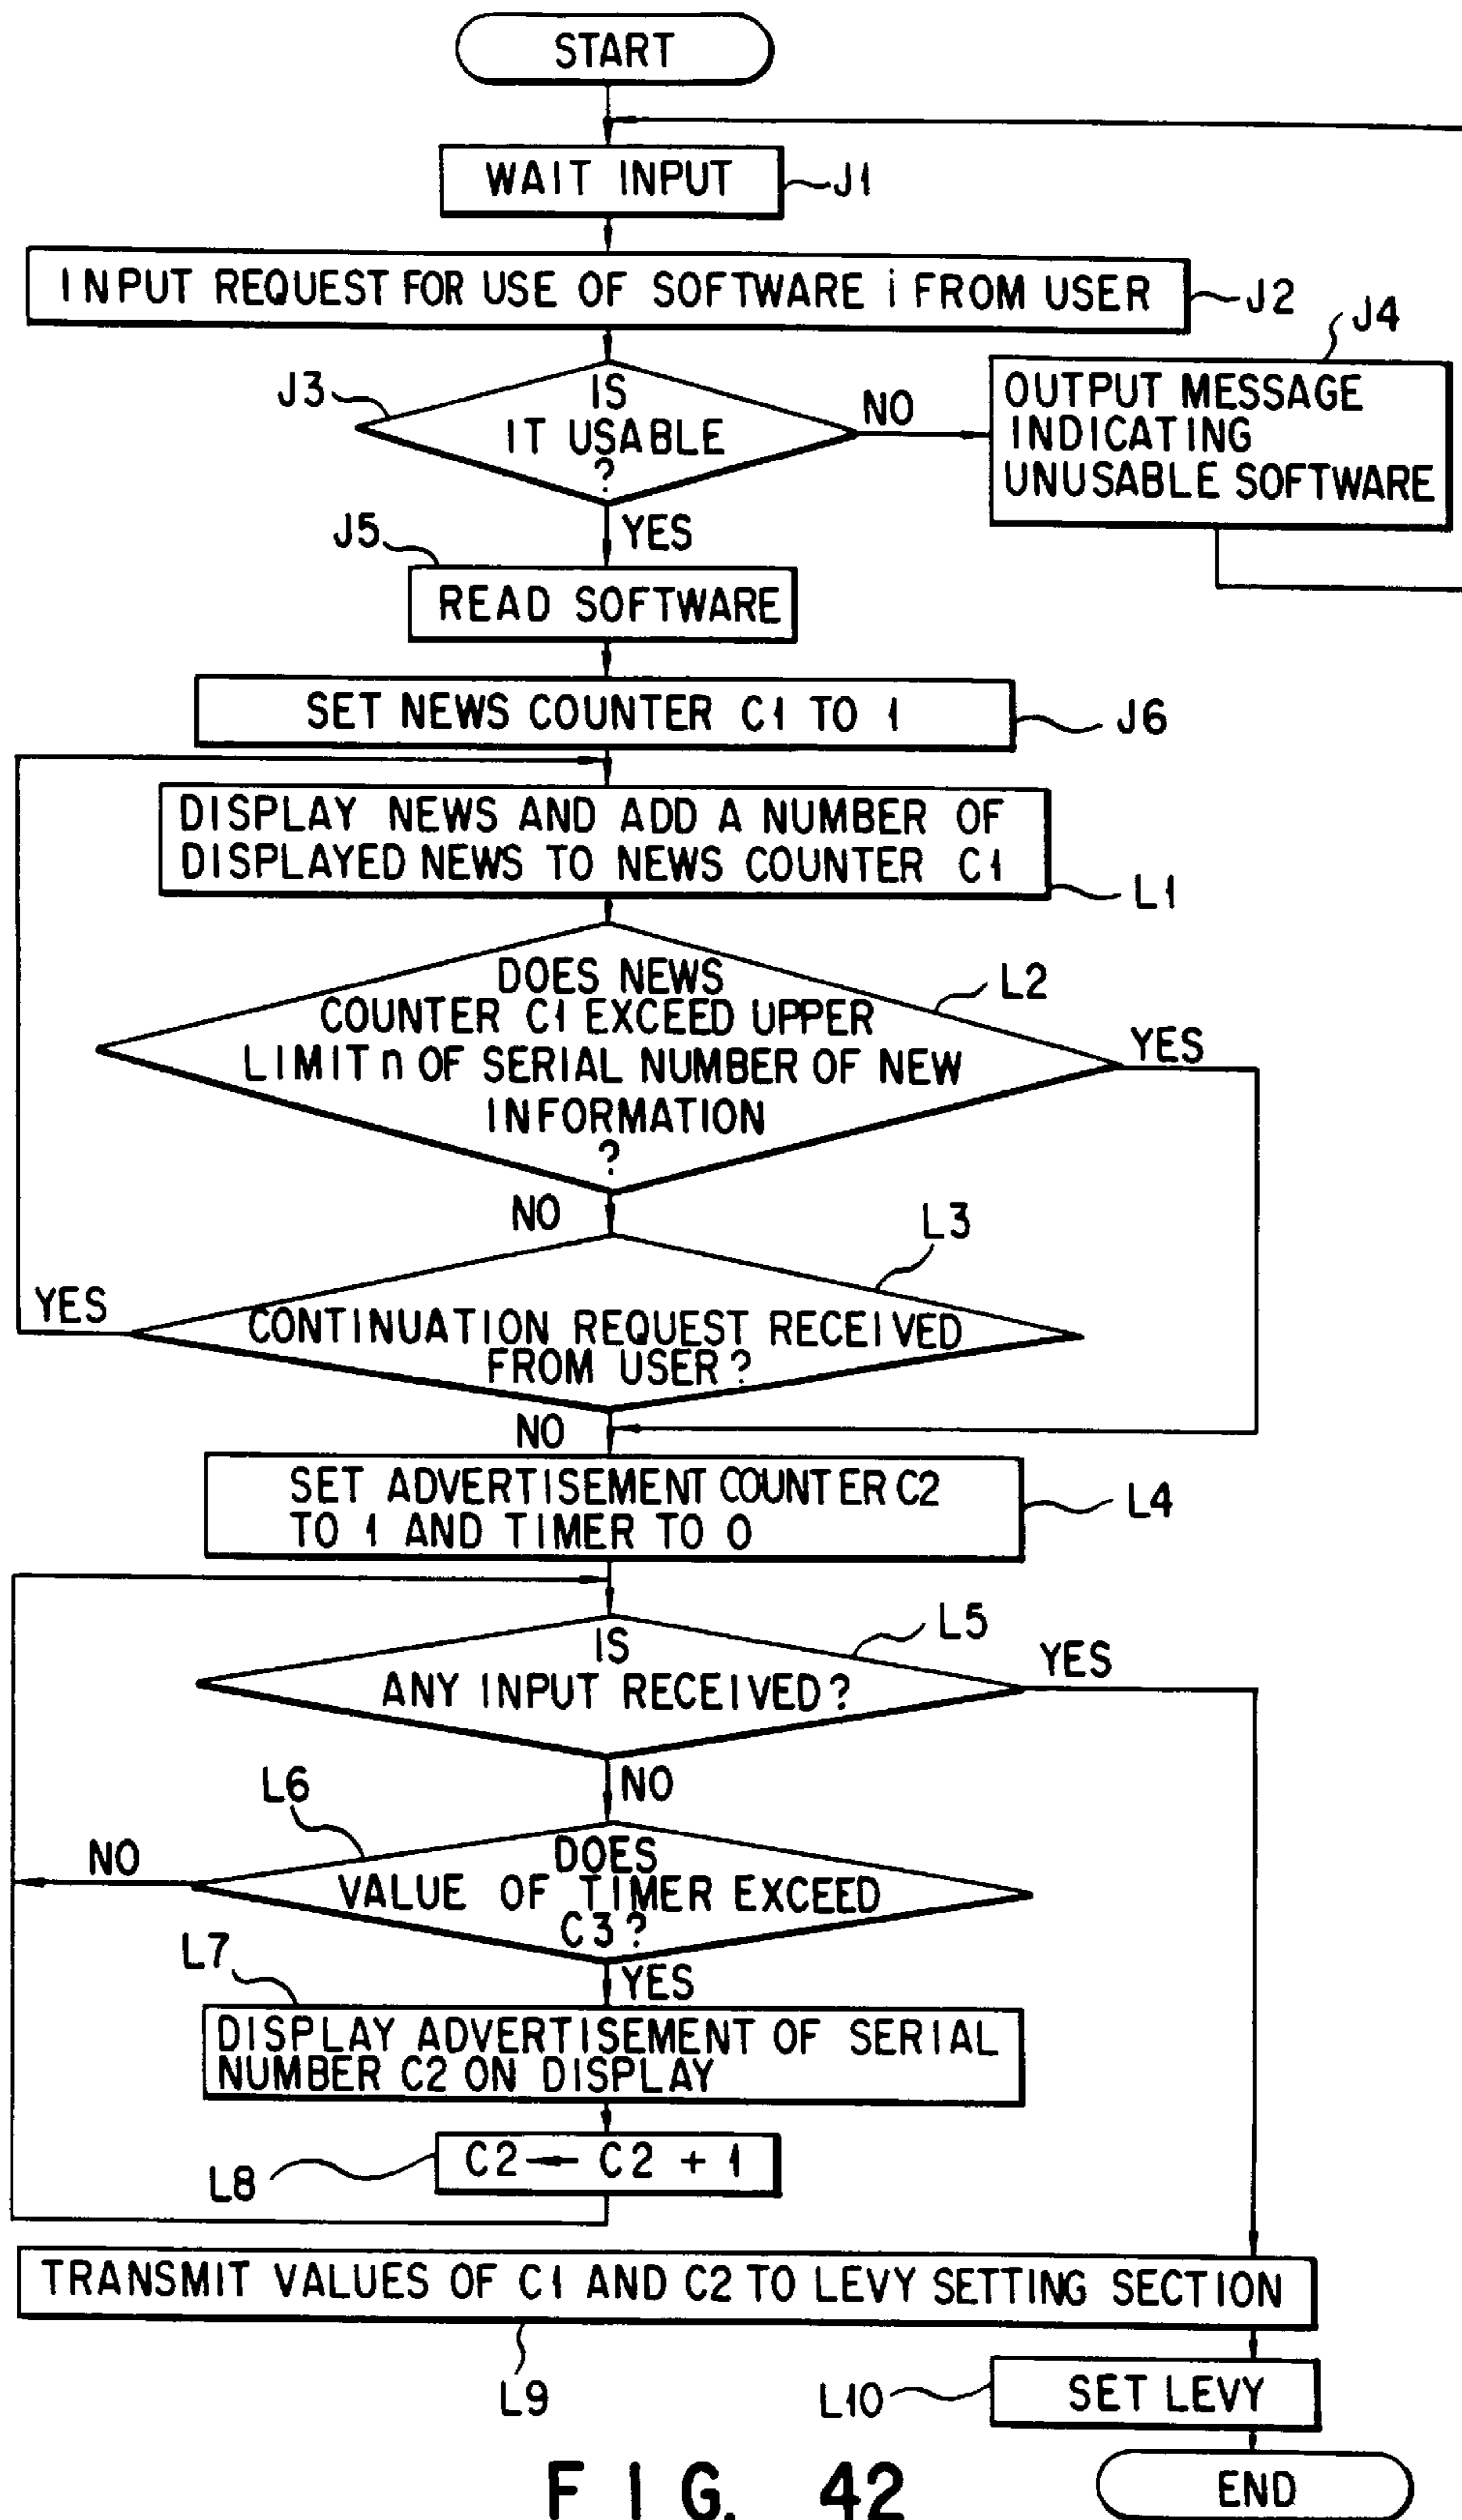 START
WAIT INPUT
J1
INPUT REQUEST FOR USE OF SOFTWARE i FROM USER
J2
J3
IS
IT USABLE
?
NO
J4
OUTPUT MESSAGE
INDICATING
UNUSABLE SOFTWARE
YES
J5
READ SOFTWARE
SET NEWS COUNTER C1 TO 1
J6
DISPLAY NEWS AND ADD A NUMBER OF
DISPLAYED NEWS TO NEWS COUNTER C1
L1
DOES NEWS
COUNTER C1 EXCEED UPPER
LIMIT n OF SERIAL NUMBER OF NEW
INFORMATION
?
L2
YES
NO
L3
YES
CONTINUATION REQUEST RECEIVED
FROM USER?
NO
SET ADVERTISEMENT COUNTER C2
TO 1 AND TIMER TO 0
L4
IS
ANY INPUT RECEIVED?
L5
YES
NO
L6
NO
DOES
VALUE OF TIMER EXCEED
C3?
YES
L7
DISPLAY ADVERTISEMENT OF SERIAL
NUMBER C2 ON DISPLAY
C2 ← C2 + 1
L8
TRANSMIT VALUES OF C1 AND C2 TO LEVY SETTING SECTION
L9
L10
SET LEVY
END
FIG. 42